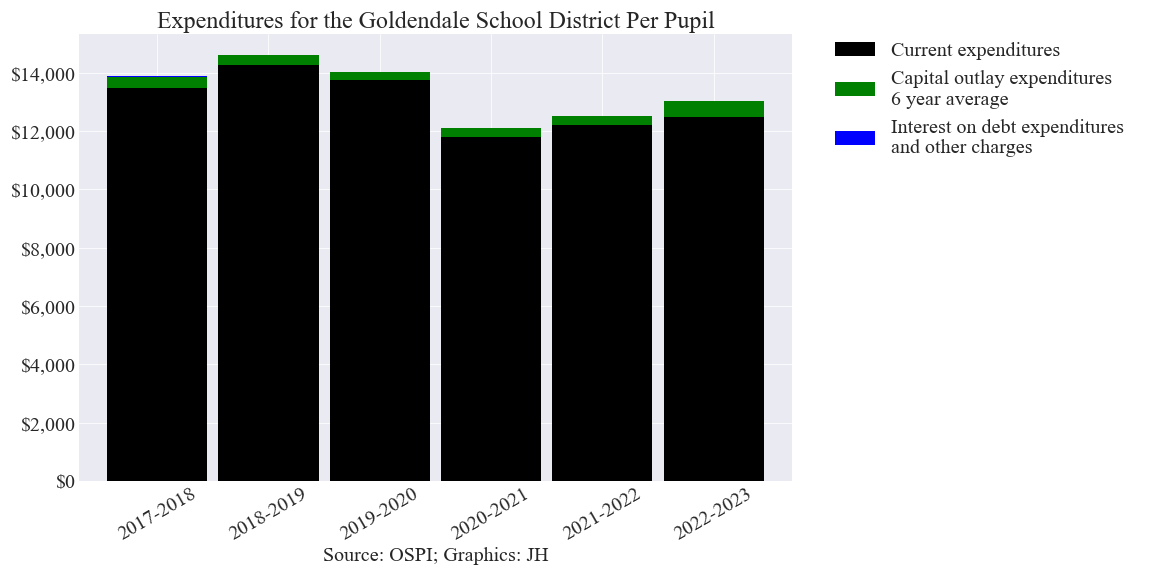 Expenditures for the Goldendale School District Per Pupil
$14,000
$12,000
$10,000
$8,000
$6,000
$4,000
$2,000
$0
2017-2018
2018-2019
2019-2020
2020-2021
2021-2022
2022-2023
Source: OSPI; Graphics: JH
Current expenditures
Capital outlay expenditures
6 year average
Interest on debt expenditures
and other charges